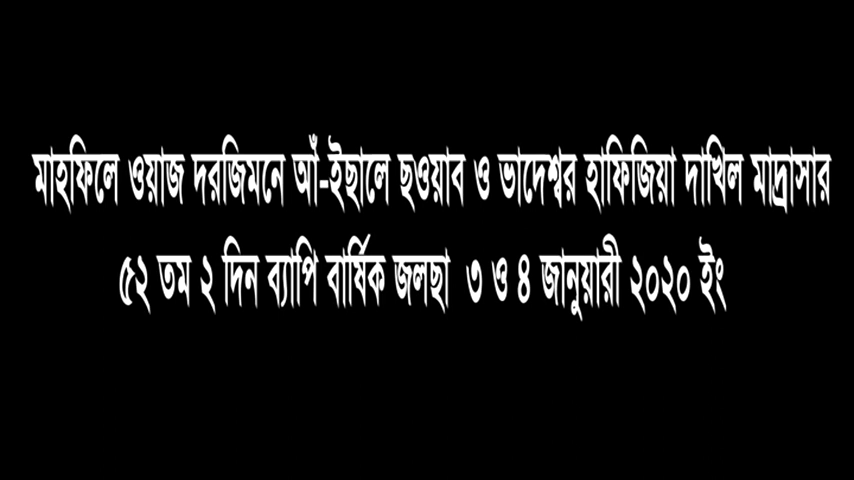 মাহফিলে ওয়াজ দরজিমনে আঁ-ইছালে ছওয়াব ও ভাদেশ্বর হাফিজিয়া দাখিল মাদ্রাসার
৫২ তম ২ দিন ব্যাপি বার্ষিক জলছা ৩ ও ৪ জানুয়ারী ২০২০ ইং